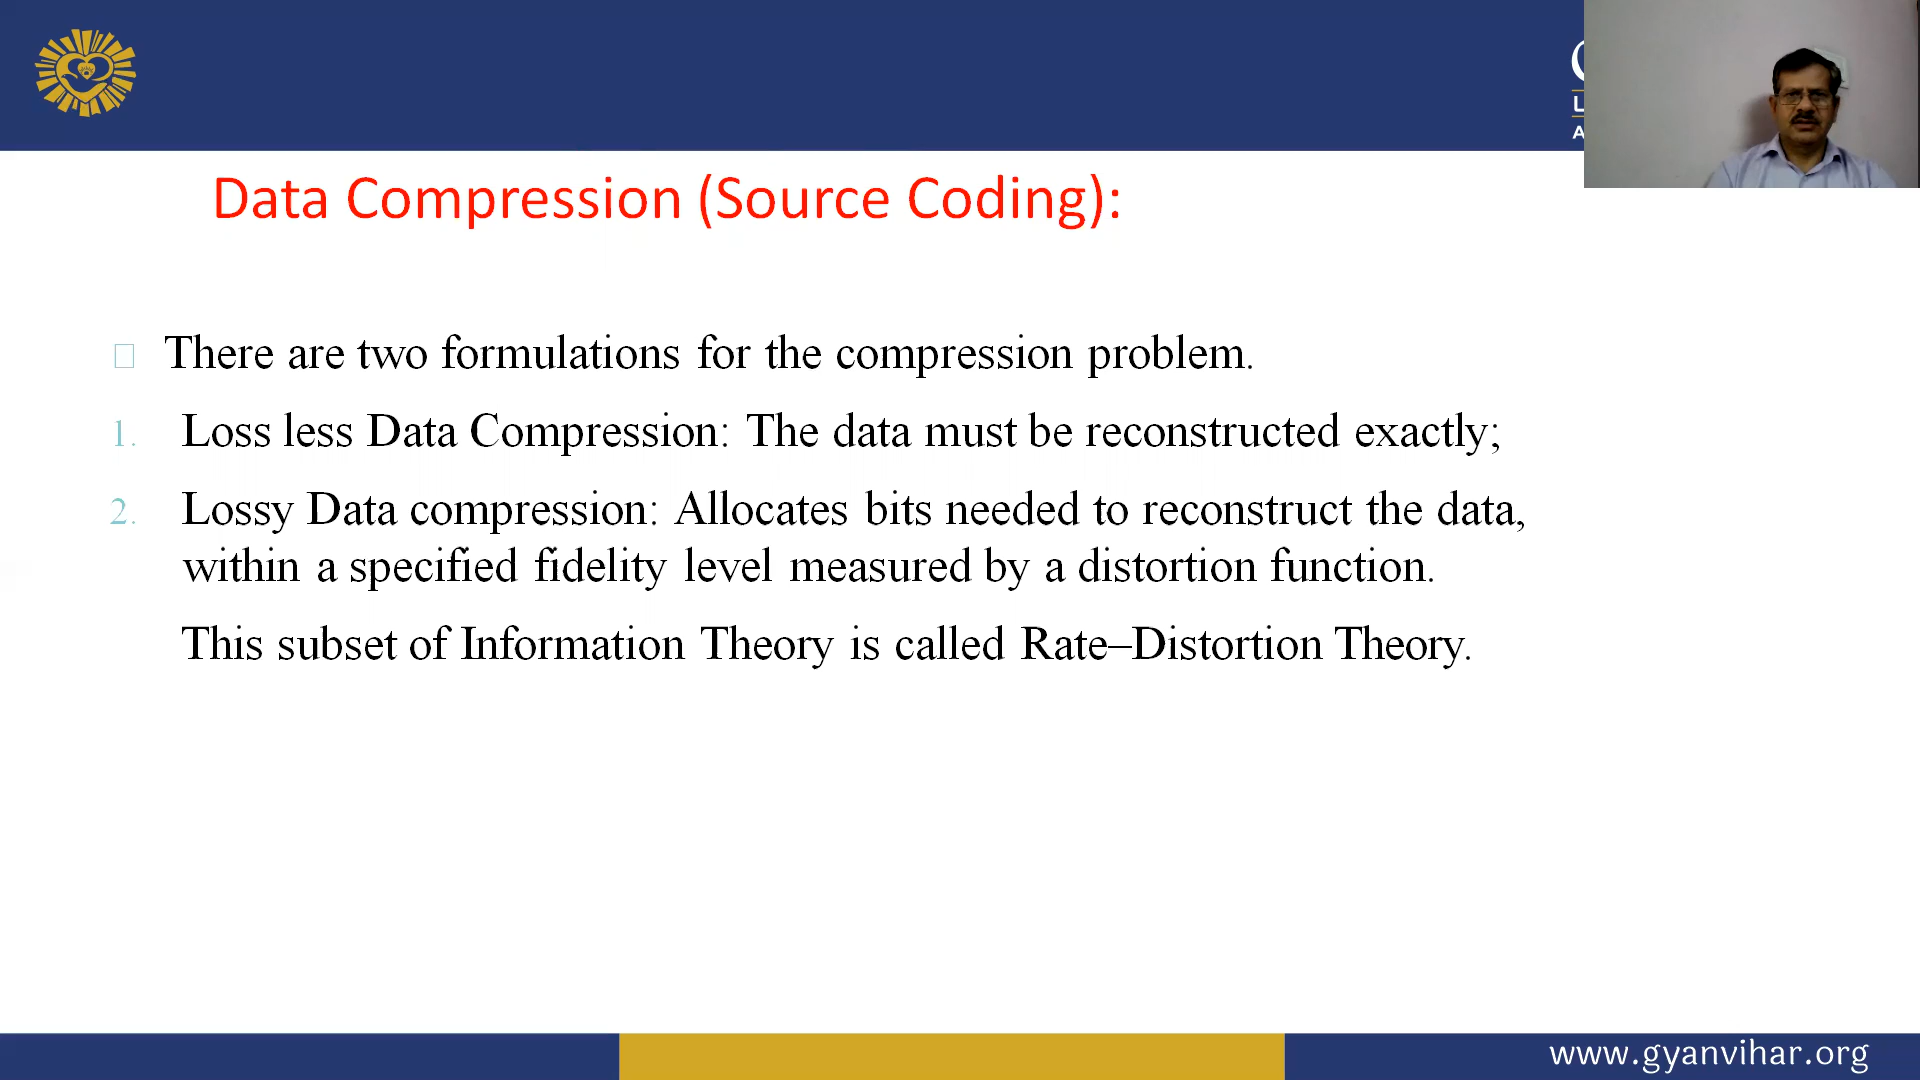 Data Compression (Source Coding):
There are two formulations for the compression problem.
1. Loss less Data Compression: The data must be reconstructed exactly;
2. Lossy Data compression: Allocates bits needed to reconstruct the data,
within a specified fidelity level measured by a distortion function.
This subset of Information Theory is called Rate–Distortion Theory.
www.gyanvihar.org